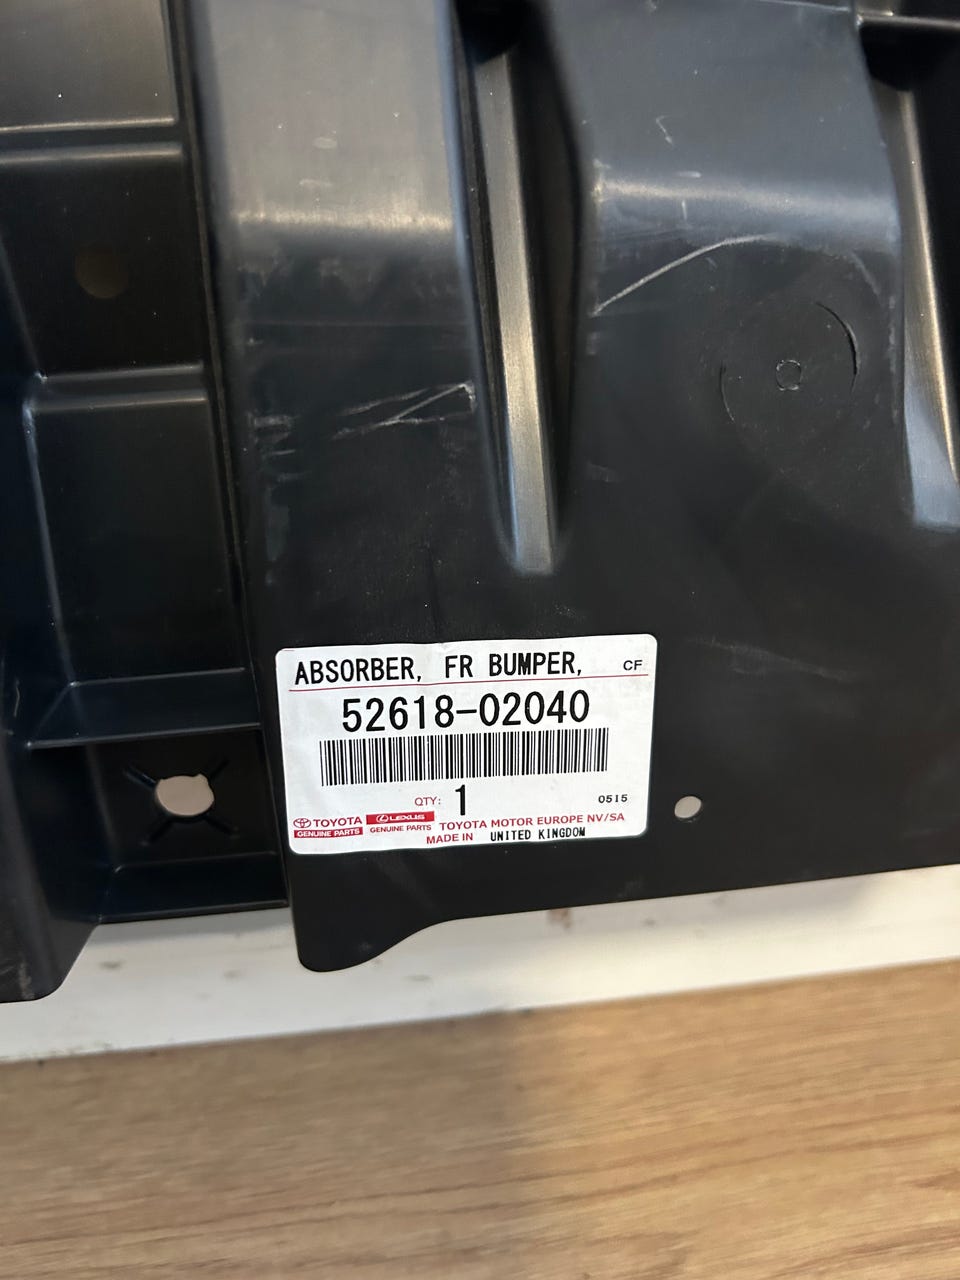 ABSORBER, FR BUMPER, CF
52618-02040
QTY: 1 0515
TOYOTA LEXUS
GENUINE PARTS GENUINE PARTS TOYOTA MOTOR EUROPE NV/SA
MADE IN UNITED KINGDOM